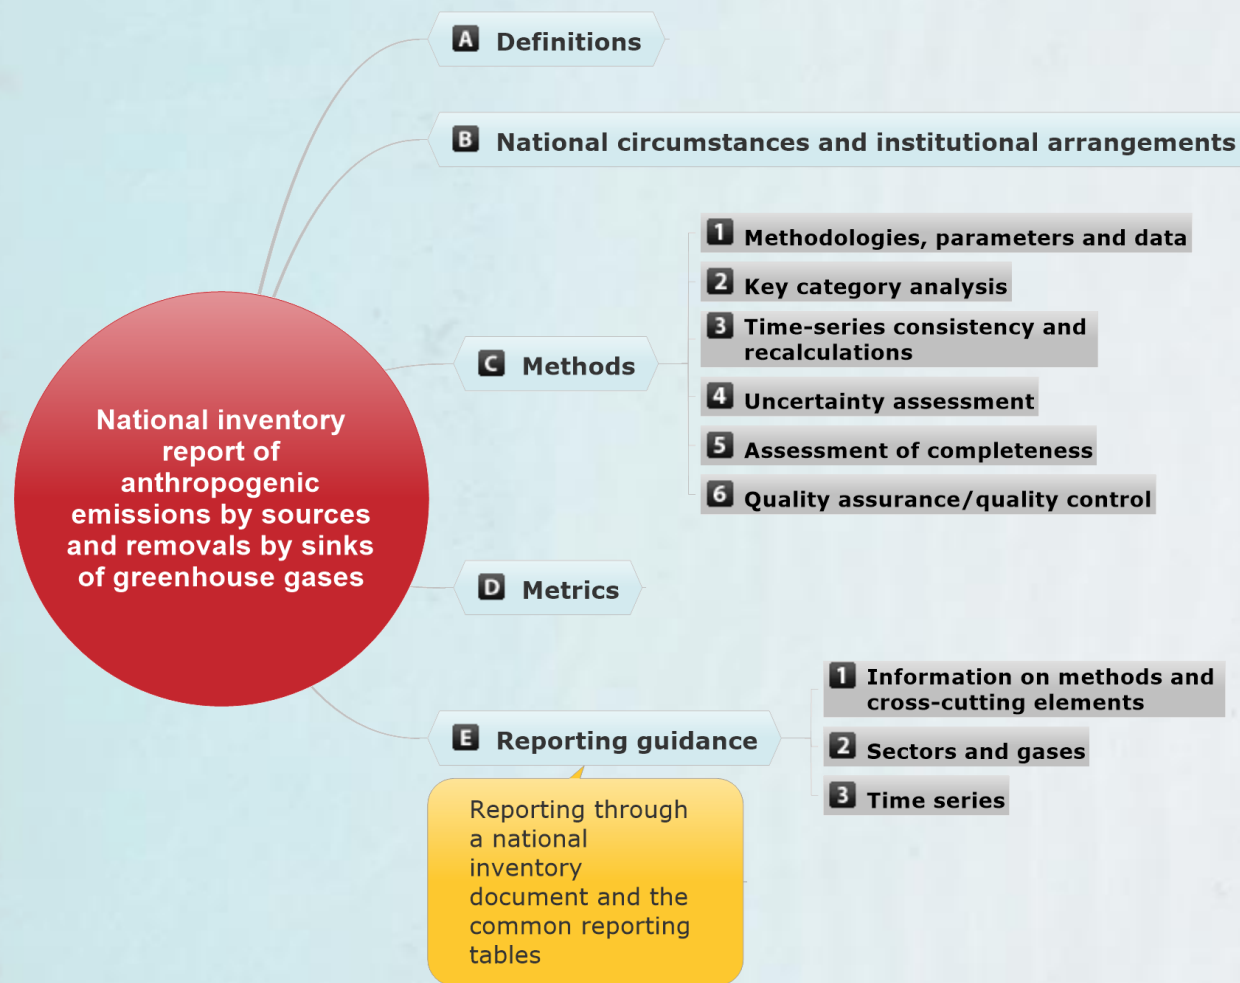 A Definitions
B National circumstances and institutional arrangements
1 Methodologies, parameters and data
2 Key category analysis
3 Time-series consistency and
recalculations
C Methods
4 Uncertainty assessment
5 Assessment of completeness
6 Quality assurance/quality control
National inventory
report of
anthropogenic
emissions by sources
and removals by sinks
of greenhouse gases
D Metrics
E Reporting guidance
1 Information on methods and
cross-cutting elements
2 Sectors and gases
3 Time series
Reporting through
a national
inventory
document and the
common reporting
tables